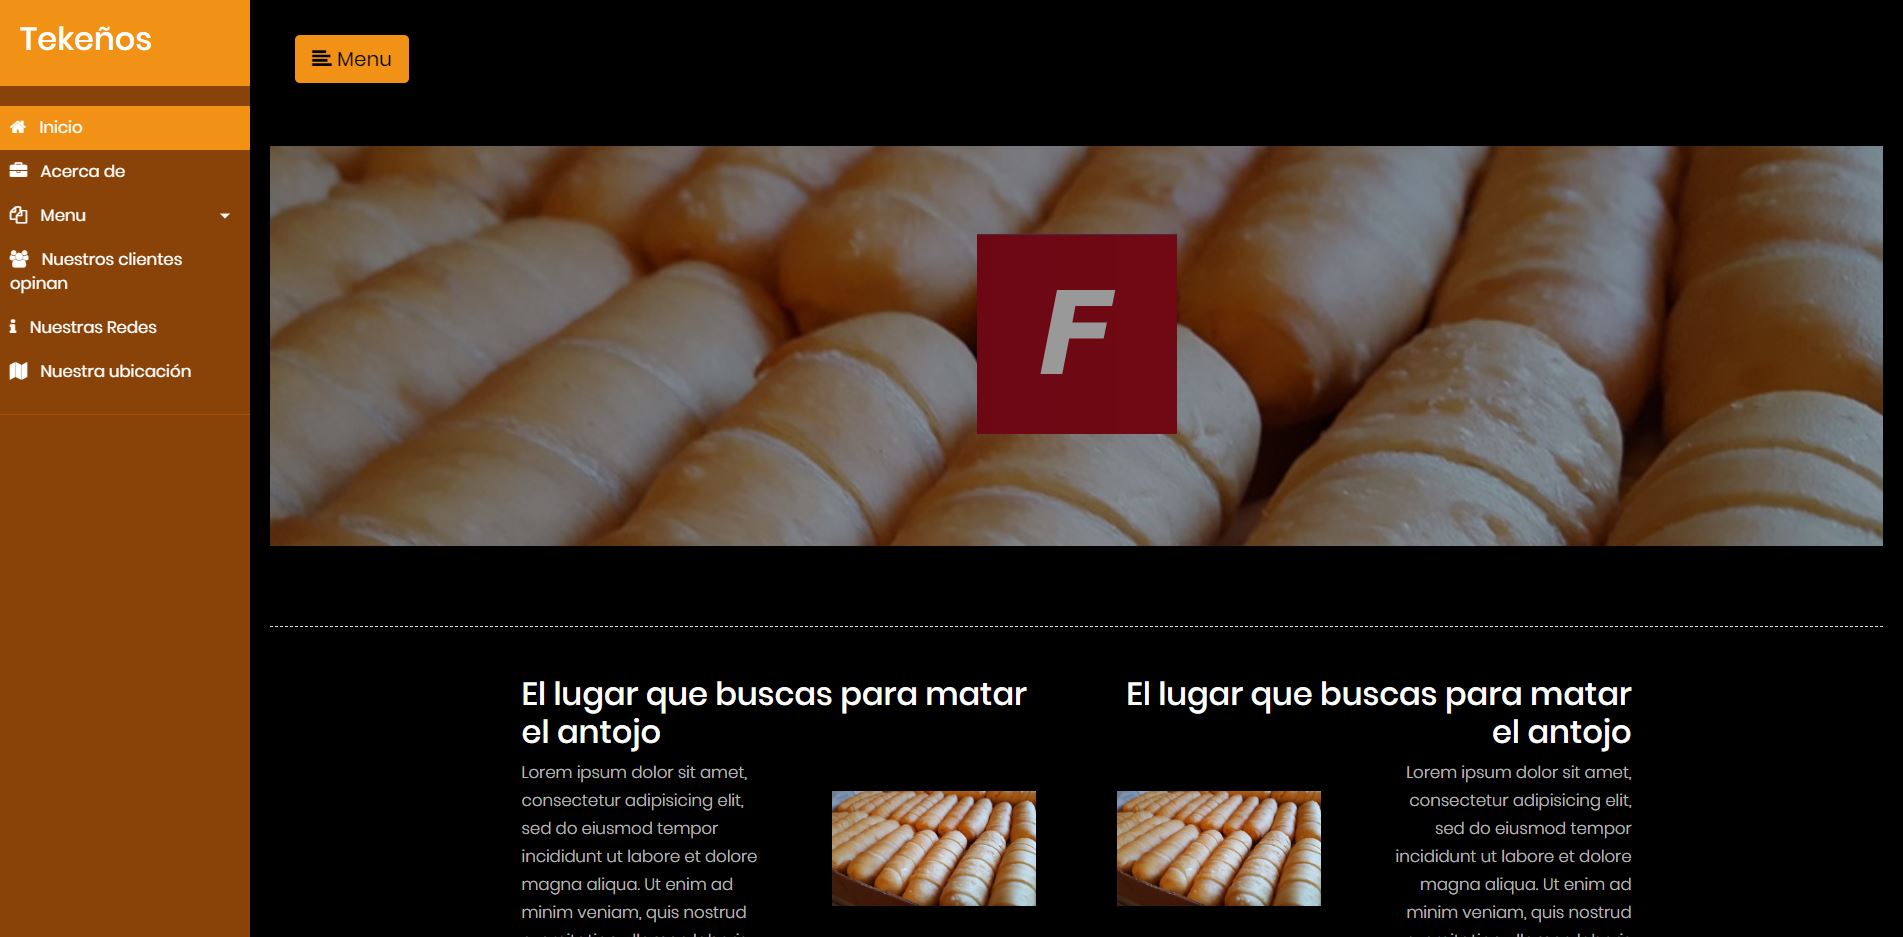 Tekeños
Menu
Inicio
Acerca de
Menu
Nuestros clientes
opinan
Nuestras Redes
Nuestra ubicación
F
El lugar que buscas para matar
el antojo
Lorem ipsum dolor sit amet,
consectetur adipisicing elit,
sed do eiusmod tempor
incididunt ut labore et dolore
magna aliqua. Ut enim ad
minim veniam, quis nostrud
El lugar que buscas para matar
el antojo
Lorem ipsum dolor sit amet,
consectetur adipisicing elit,
sed do eiusmod tempor
incididunt ut labore et dolore
magna aliqua. Ut enim ad
minim veniam, quis nostrud